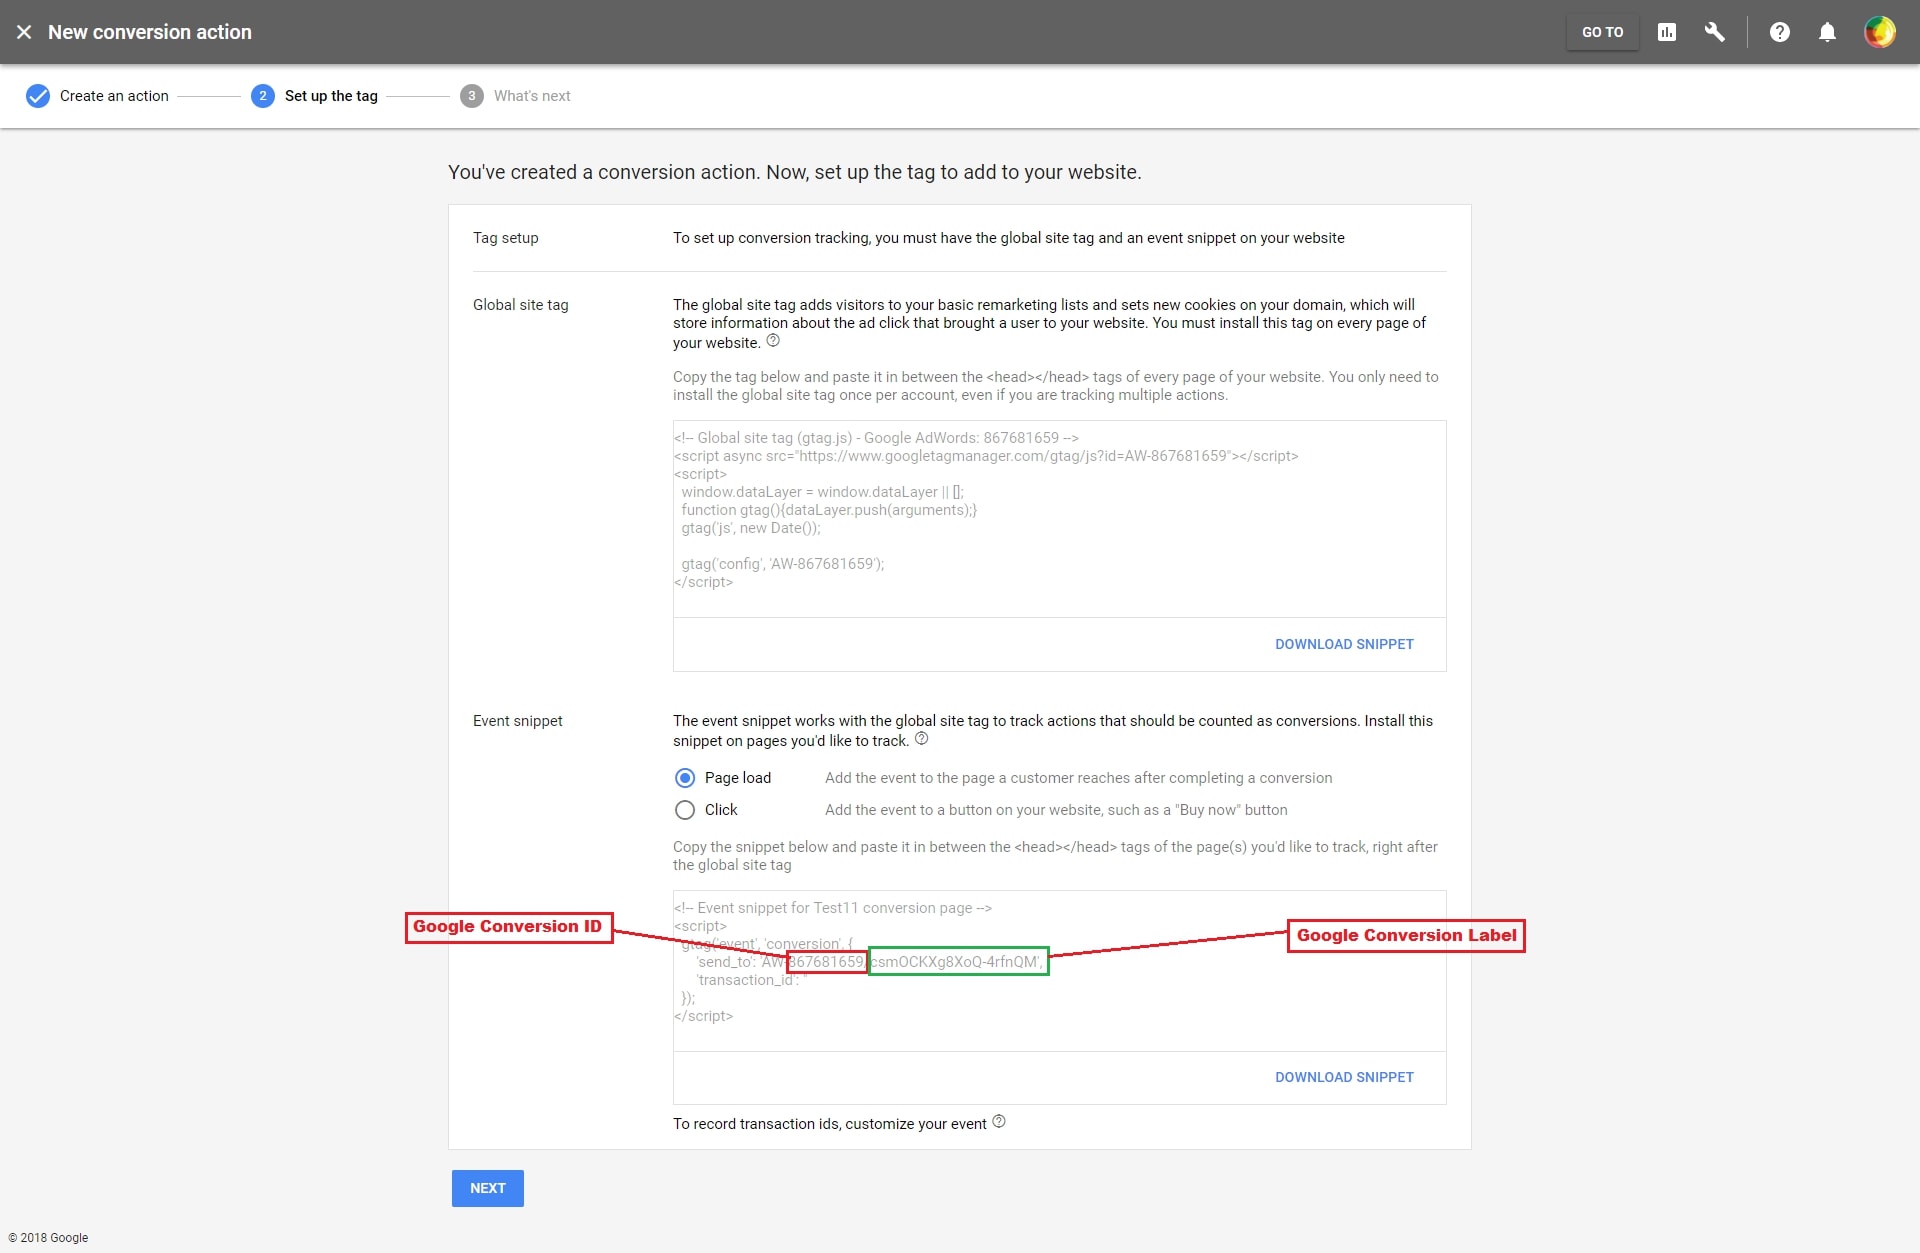 New conversion action
GO TO
Create an action
2
Set up the tag
3
What's next
You've created a conversion action. Now, set up the tag to add to your website.
Tag setup
To set up conversion tracking, you must have the global site tag and an event snippet on your website
Global site tag
The global site tag adds visitors to your basic remarketing lists and sets new cookies on your domain, which will
store information about the ad click that brought a user to your website. You must install this tag on every page of
your website.
Copy the tag below and paste it in between the <head></head> tags of every page of your website. You only need to
install the global site tag once per account, even if you are tracking multiple actions.
<!-- Global site tag (gtag.js) - Google AdWords: 867681659 -->
<script async src="https://www.googletagmanager.com/gtag/js?id=AW-867681659"></script>
<script>
window.dataLayer = window.dataLayer || [];
function gtag(){dataLayer.push(arguments);}
gtag('js', new Date());
gtag('config', 'AW-867681659');
</script>
DOWNLOAD SNIPPET
Event snippet
The event snippet works with the global site tag to track actions that should be counted as conversions. Install this
snippet on pages you'd like to track.
Page load
Add the event to the page a customer reaches after completing a conversion
Click
Add the event to a button on your website, such as a "Buy now" button
Copy the snippet below and paste it in between the <head></head> tags of the page(s) you'd like to track, right after
the global site tag
<!-- Event snippet for Test11 conversion page -->
<script>
gtag('event', 'conversion', {
'send_to': 'AW-867681659/csmOCKXg8XoQ-4rfnQM',
'transaction_id': ''
});
</script>
Google Conversion ID
Google Conversion Label
DOWNLOAD SNIPPET
To record transaction ids, customize your event
NEXT
© 2018 Google